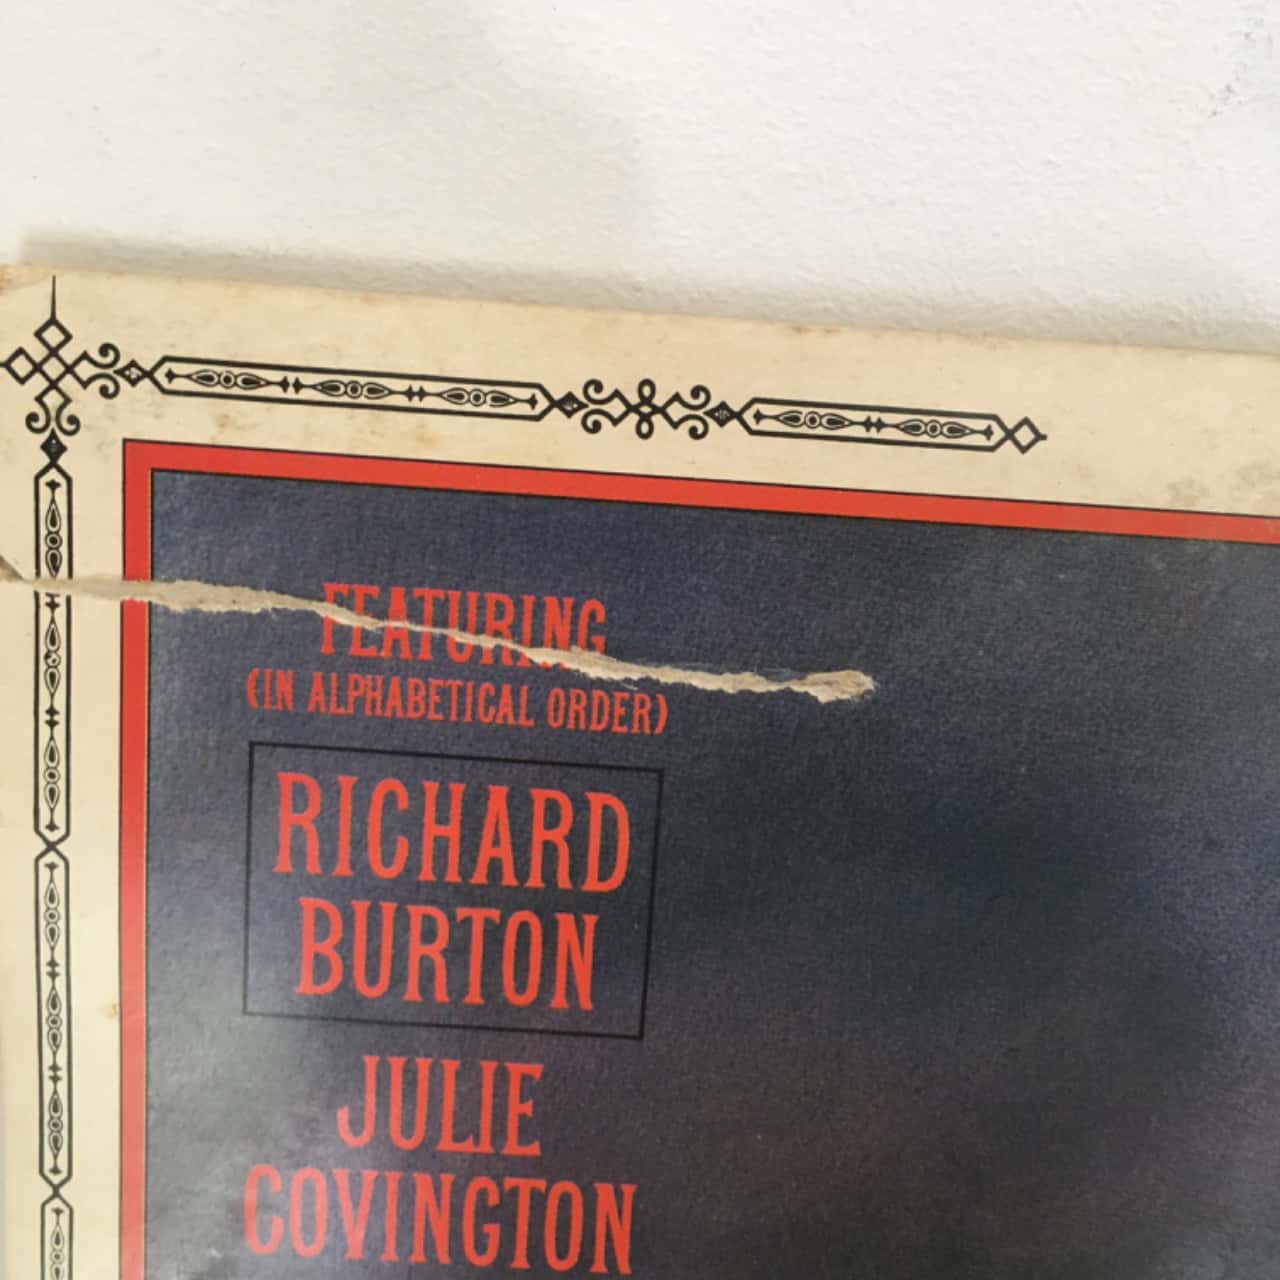 FEATURING
(IN ALPHABETICAL ORDER)
RICHARD
BURTON
JULIE
COVINGTON